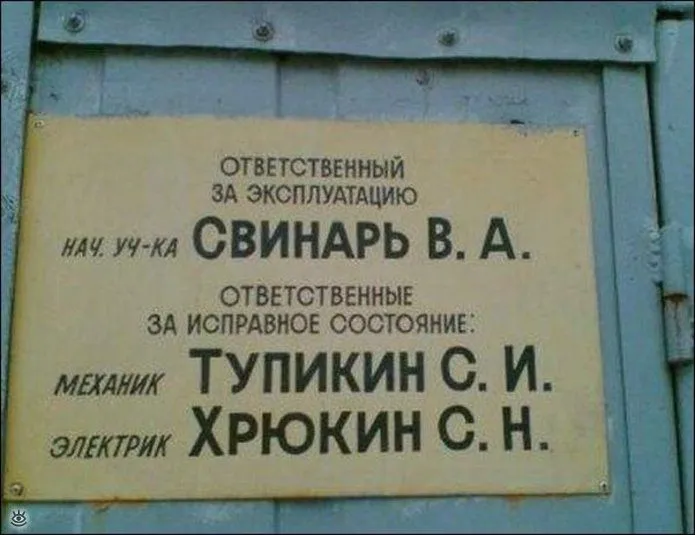 ОТВЕТСТВЕННЫЙ
ЗА ЭКСПЛУАТАЦИЮ
НАЧ. УЧ-КА СВИНАРЬ В. А.
ОТВЕТСТВЕННЫЕ
ЗА ИСПРАВНОЕ СОСТОЯНИЕ:
МЕХАНИК ТУПИКИН С. И.
ЭЛЕКТРИК ХРЮКИН С. Н.